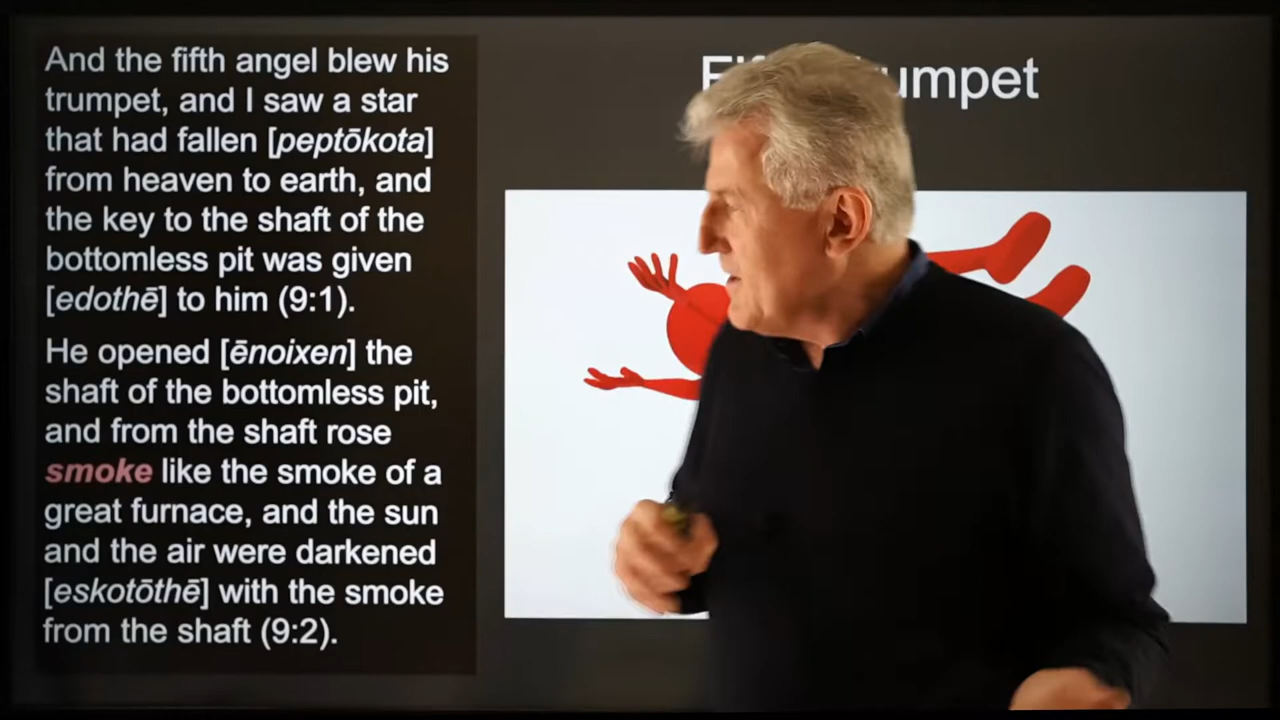 And the fifth angel blew his
trumpet, and I saw a star
that had fallen [peptōkota]
from heaven to earth, and
the key to the shaft of the
bottomless pit was given
[edothē] to him (9:1).
He opened [ēnoixen] the
shaft of the bottomless pit,
and from the shaft rose
smoke like the smoke of a
great furnace, and the sun
and the air were darkened
[eskotōthē] with the smoke
from the shaft (9:2).